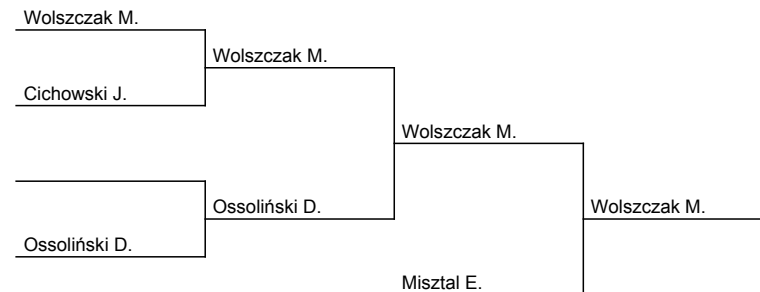 Wolszczak M.
Wolszczak M.
Cichowski J.
Wolszczak M.
Ossoliński D.
Wolszczak M.
Ossoliński D.
Misztal E.